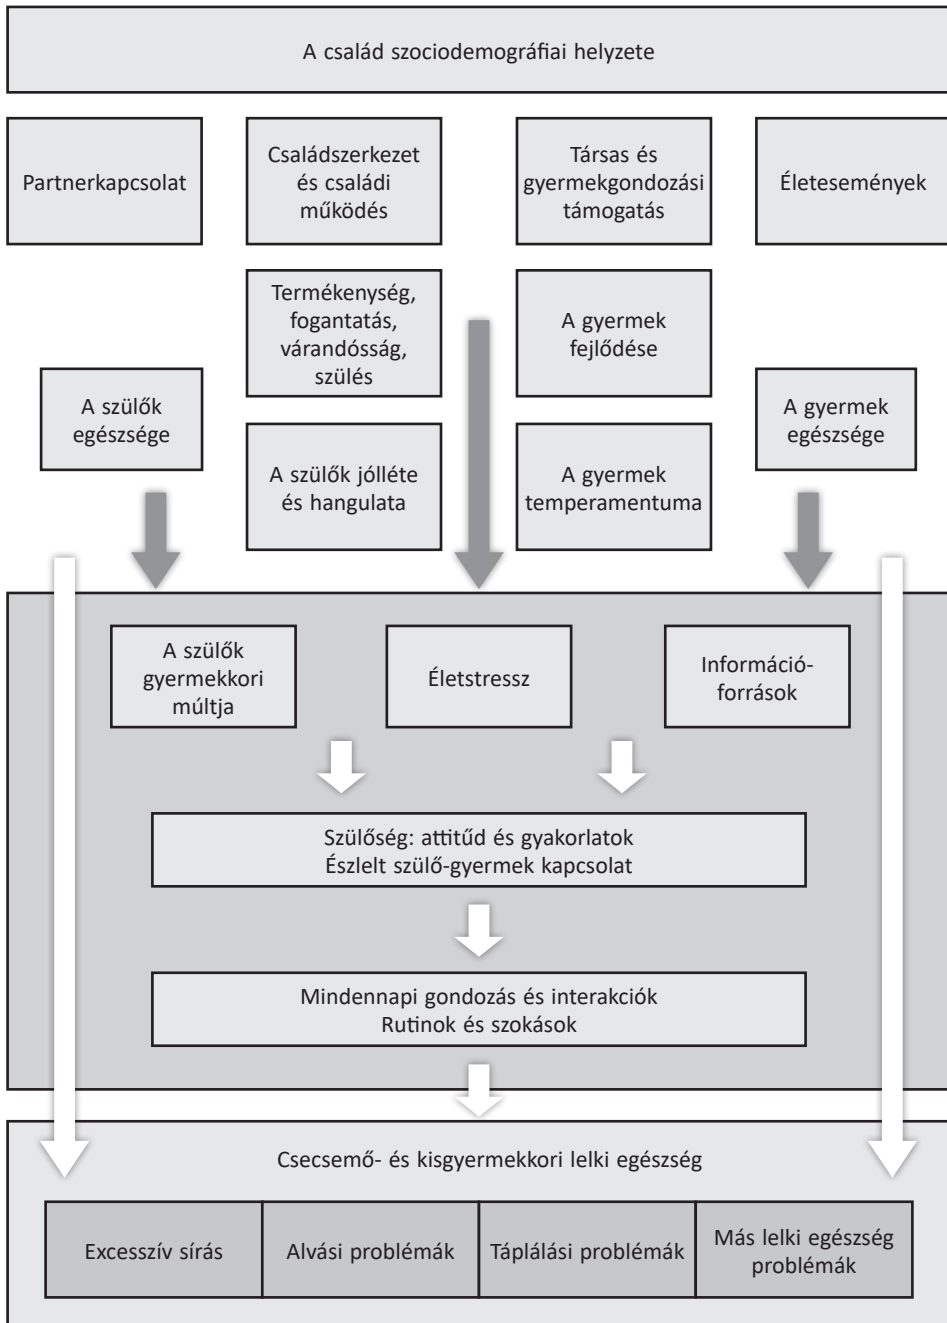 A család szociodemográfiai helyzete
Partnerkapcsolat
Családszerkezet
és családi
működés
Társas és
gyermekgondozási
támogatás
Életesemények
Termékenység,
fogantatás,
várandósság,
szülés
A gyermek
fejlődése
A szülők
egészsége
A gyermek
egészsége
A szülők jólléte
és hangulata
A gyermek
temperamentuma
A szülők
gyermekkori
múltja
Életstressz
Információ-
források
Szülőség: attitűd és gyakorlatok
Észlelt szülő-gyermek kapcsolat
Mindennapi gondozás és interakciók
Rutinok és szokások
Csecsemő- és kisgyermekkori lelki egészség
Excesszív sírás
Alvási problémák
Táplálási problémák
Más lelki egészség
problémák